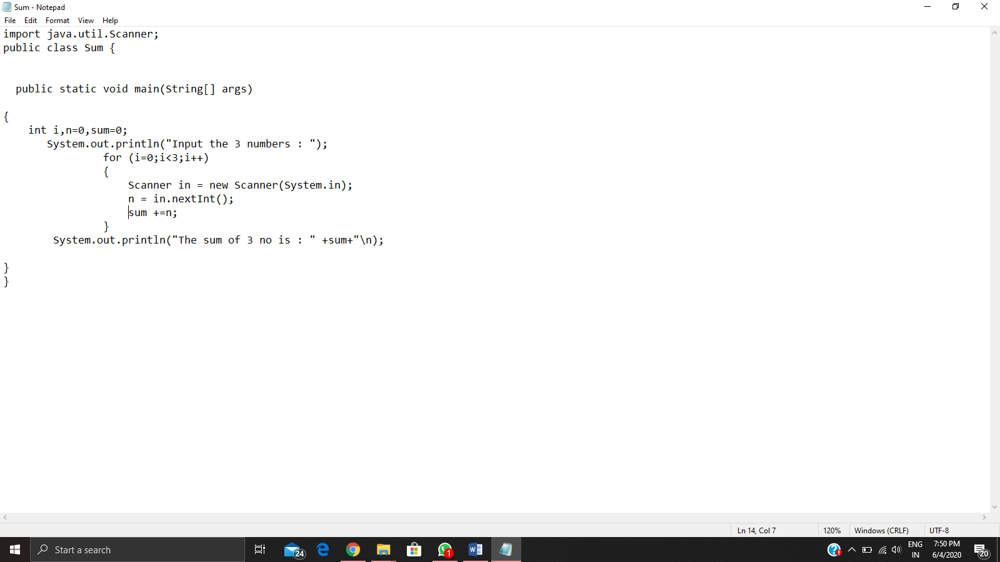 Sum - Notepad
File Edit Format View Help
import java.util.Scanner;
public class Sum {
public static void main(String[] args)
{
int i,n=0,sum=0;
System.out.println("Input the 3 numbers : ");
for (i=0;i<3;i++)
{
Scanner in = new Scanner(System.in);
n = in.nextInt();
sum +=n;
}
System.out.println("The sum of 3 no is : " +sum+"\n);
}
}
Ln 14, Col 7 120% Windows (CRLF) UTF-8
Start a search 24 1 ENG 7:50 PM 20
IN 6/4/2020